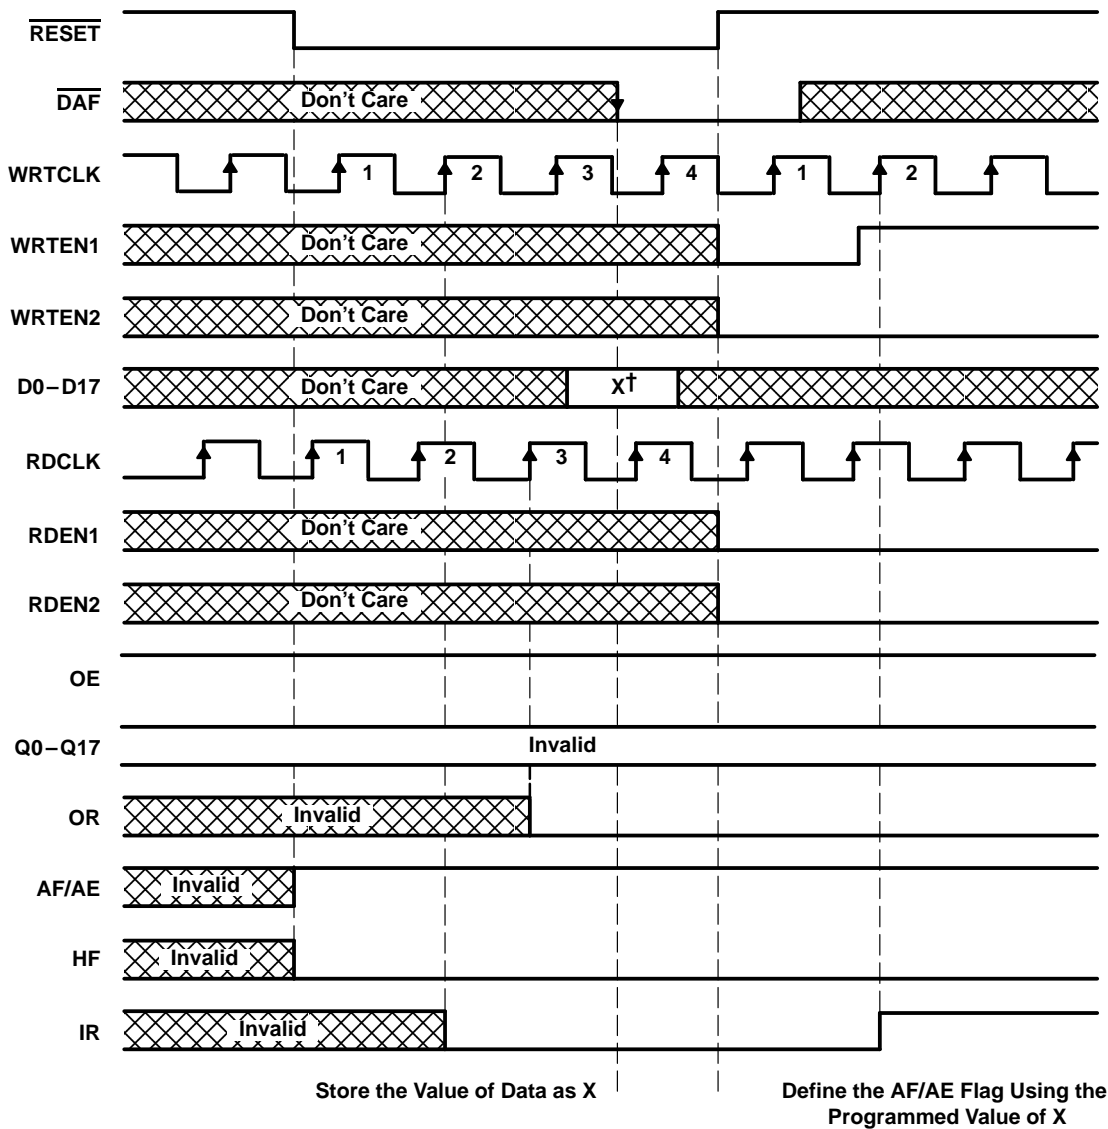 RESET
DAF
Don't Care
WRTCLK
1 2 3 4 1 2
WRTEN1
Don't Care
WRTEN2
Don't Care
D0–D17
Don't Care
X†
RDCLK
1 2 3 4
RDEN1
Don't Care
RDEN2
Don't Care
OE
Q0–Q17
Invalid
OR
Invalid
AF/AE
Invalid
HF
Invalid
IR
Invalid
Store the Value of Data as X
Define the AF/AE Flag Using the
Programmed Value of X